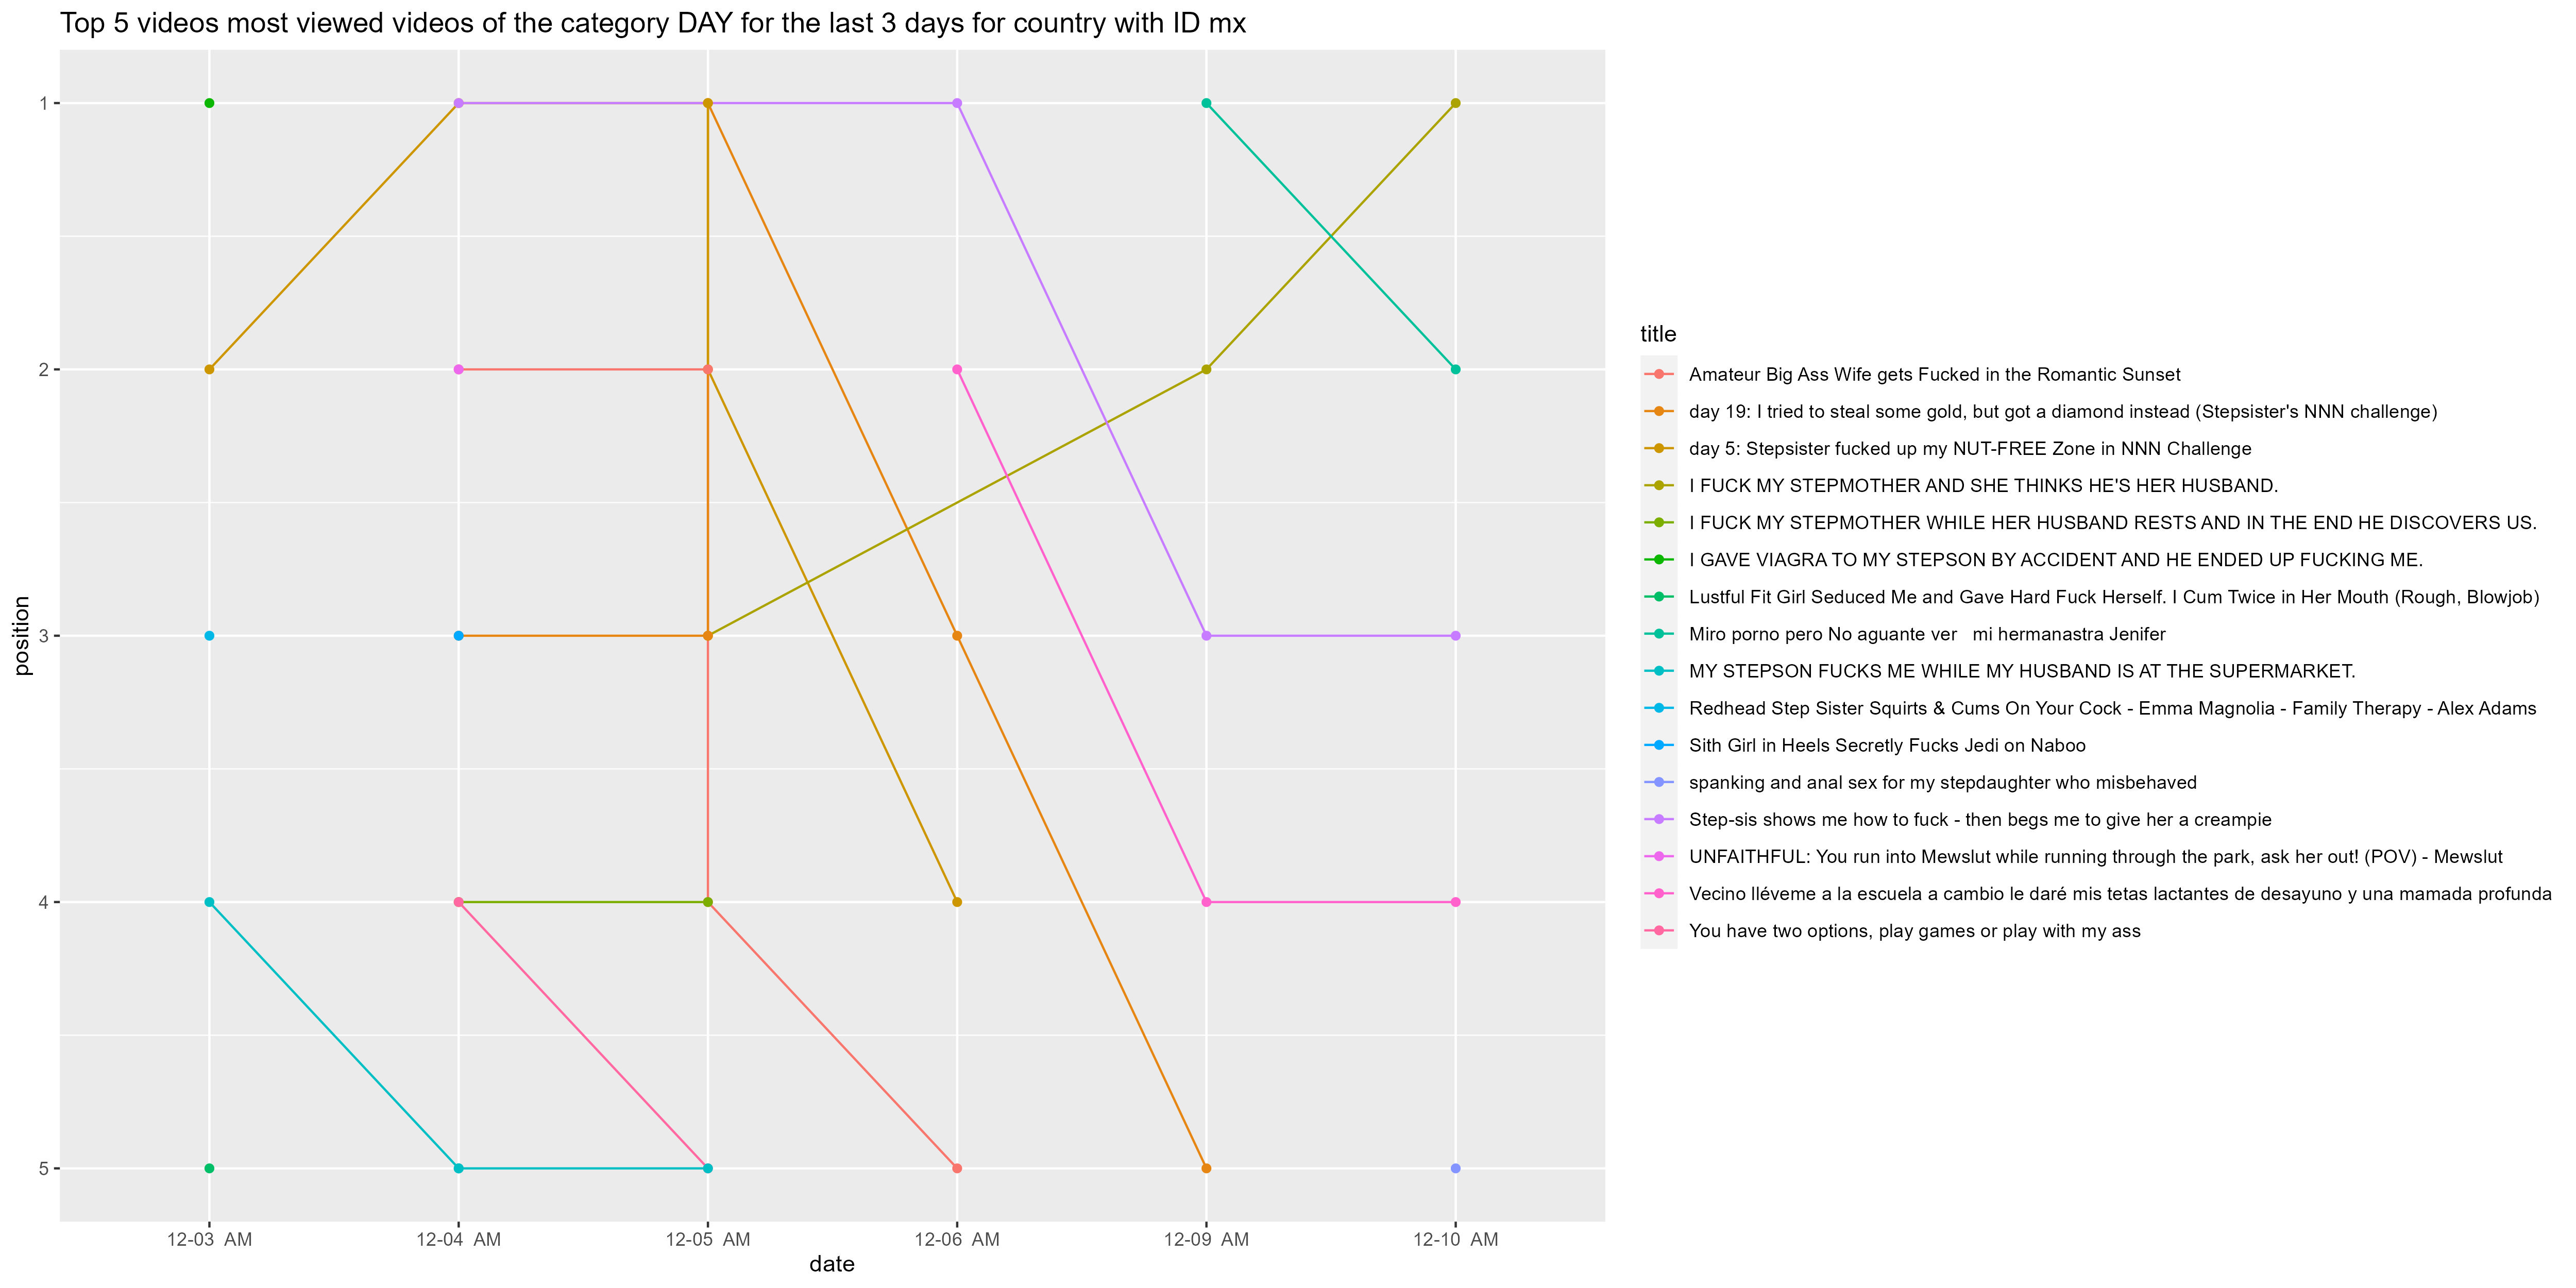 Top 5 videos most viewed videos of the category DAY for the last 3 days for country with ID mx
position
1
2
3
4
5
12-03 AM
12-04 AM
12-05 AM
12-06 AM
12-09 AM
12-10 AM
date
title
Amateur Big Ass Wife gets Fucked in the Romantic Sunset
day 19: I tried to steal some gold, but got a diamond instead (Stepsister's NNN challenge)
day 5: Stepsister fucked up my NUT-FREE Zone in NNN Challenge
I FUCK MY STEPMOTHER AND SHE THINKS HE'S HER HUSBAND.
I FUCK MY STEPMOTHER WHILE HER HUSBAND RESTS AND IN THE END HE DISCOVERS US.
I GAVE VIAGRA TO MY STEPSON BY ACCIDENT AND HE ENDED UP FUCKING ME.
Lustful Fit Girl Seduced Me and Gave Hard Fuck Herself. I Cum Twice in Her Mouth (Rough, Blowjob)
Miro porno pero No aguante ver mi hermanastra Jenifer
MY STEPSON FUCKS ME WHILE MY HUSBAND IS AT THE SUPERMARKET.
Redhead Step Sister Squirts & Cums On Your Cock - Emma Magnolia - Family Therapy - Alex Adams
Sith Girl in Heels Secretly Fucks Jedi on Naboo
spanking and anal sex for my stepdaughter who misbehaved
Step-sis shows me how to fuck - then begs me to give her a creampie
UNFAITHFUL: You run into Mewslut while running through the park, ask her out! (POV) - Mewslut
Vecino lléveme a la escuela a cambio le daré mis tetas lactantes de desayuno y una mamada profunda
You have two options, play games or play with my ass